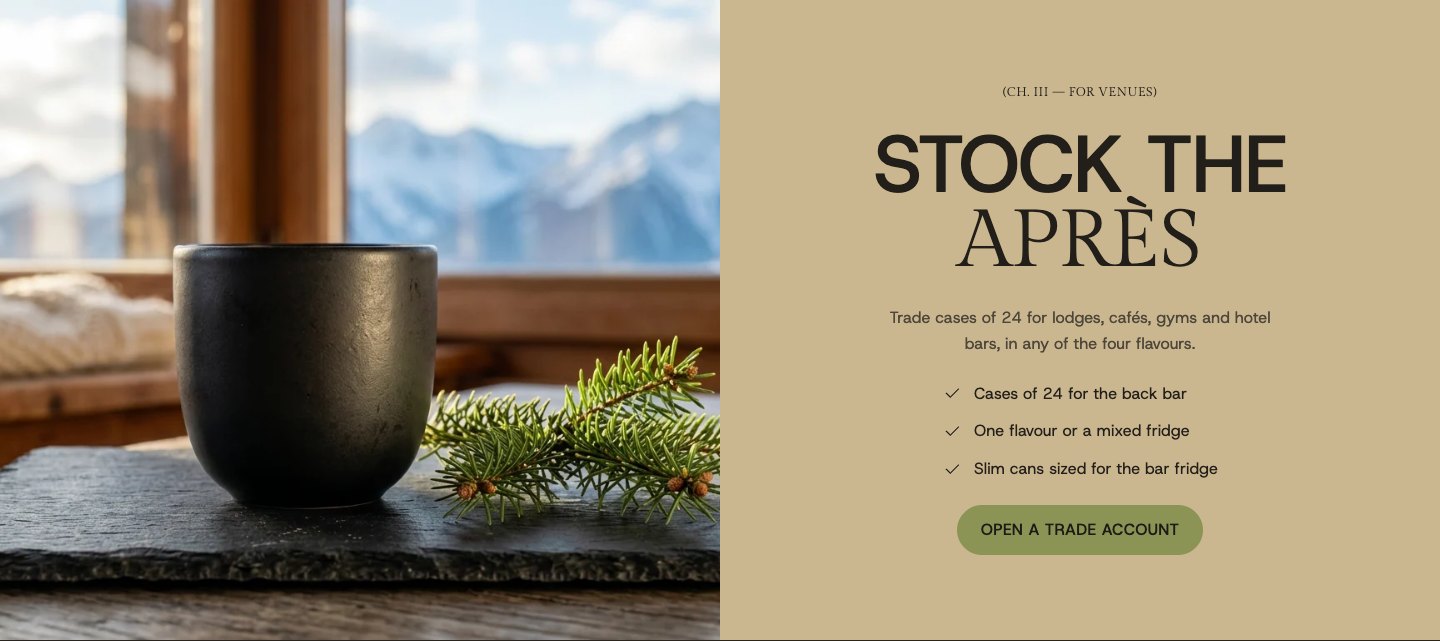 (CH. III — FOR VENUES)
STOCK THE
APRÈS
Trade cases of 24 for lodges, cafés, gyms and hotel
bars, in any of the four flavours.
Cases of 24 for the back bar
One flavour or a mixed fridge
Slim cans sized for the bar fridge
OPEN A TRADE ACCOUNT